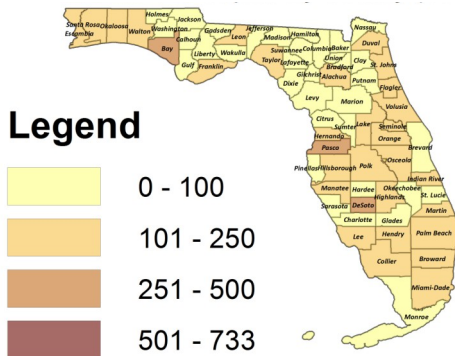 Holmes
Jackson
Santa Rosa
Okaloosa
Escambia
Walton
Washington
Bay
Calhoun
Gulf
Liberty
Gadsden
Leon
Wakulla
Franklin
Jefferson
Madison
Taylor
Hamilton
Suwannee
Lafayette
Dixie
Columbia
Baker
Union
Bradford
Gilchrist
Alachua
Nassau
Duval
Clay
St. Johns
Putnam
Flagler
Levy
Marion
Volusia
Citrus
Sumter
Lake
Hernando
Seminole
Orange
Pasco
Brevard
Pinellas
Hillsborough
Polk
Osceola
Indian River
Manatee
Hardee
Okeechobee
Highlands
St. Lucie
Sarasota
DeSoto
Martin
Charlotte
Glades
Lee
Hendry
Palm Beach
Collier
Broward
Miami-Dade
Monroe
Legend
0 - 100
101 - 250
251 - 500
501 - 733